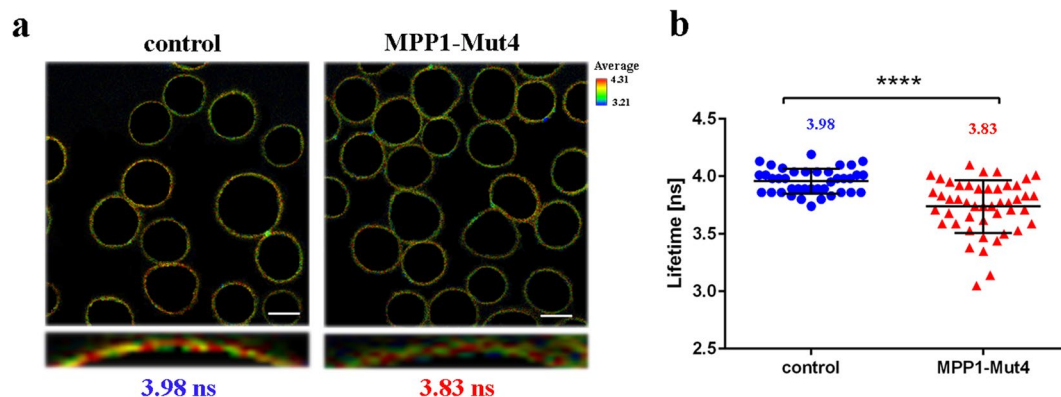 a
control
MPP1-Mut4
Average
4.31
3.21
3.98 ns
3.83 ns
b
****
3.98
3.83
4.5
4.0
3.5
3.0
2.5
Lifetime [ns]
control
MPP1-Mut4